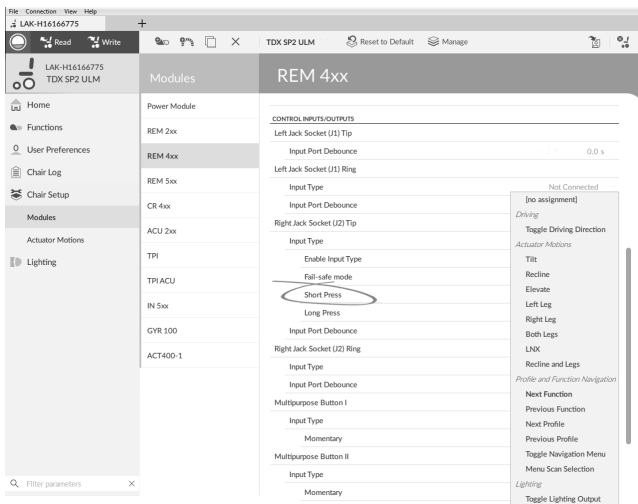 File Connection View Help
LAK-H16166775 +
Read Write TDX SP2 ULM Reset to Default Manage
LAK-H16166775
TDX SP2 ULM
Home
Functions
User Preferences
Chair Log
Chair Setup
Modules
Actuator Motions
Lighting
Filter parameters
Modules
Power Module
REM 2xx
REM 4xx
REM 5xx
CR 4xx
ACU 2xx
TPI
TPI ACU
IN 5xx
GYR 100
ACT400-1
REM 4xx
CONTROL INPUTS/OUTPUTS
Left Jack Socket (J1) Tip
Input Port Debounce 0.0 s
Left Jack Socket (J1) Ring
Input Type Not Connected
Input Port Debounce
Right Jack Socket (J2) Tip
Input Type
Enable Input Type
Fail-safe mode
Short Press
Long Press
Input Port Debounce
Right Jack Socket (J2) Ring
Input Type
Input Port Debounce
Multipurpose Button I
Input Type
Momentary
Multipurpose Button II
Input Type
Momentary
[no assignment]
Driving
Toggle Driving Direction
Actuator Motions
Tilt
Recline
Elevate
Left Leg
Right Leg
Both Legs
LNX
Recline and Legs
Profile and Function Navigation
Next Function
Previous Function
Next Profile
Previous Profile
Toggle Navigation Menu
Menu Scan Selection
Lighting
Toggle Lighting Output